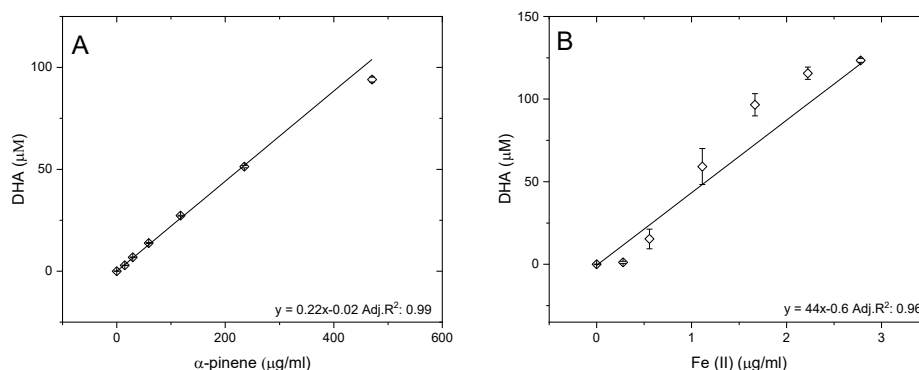 A
DHA (μM)
100
50
0
y = 0.22x-0.02 Adj.R²: 0.99
0 200 400 600
α-pinene (μg/ml)
B
DHA (μM)
150
100
50
0
y = 44x-0.6 Adj.R²: 0.96
0 1 2 3
Fe (II) (μg/ml)